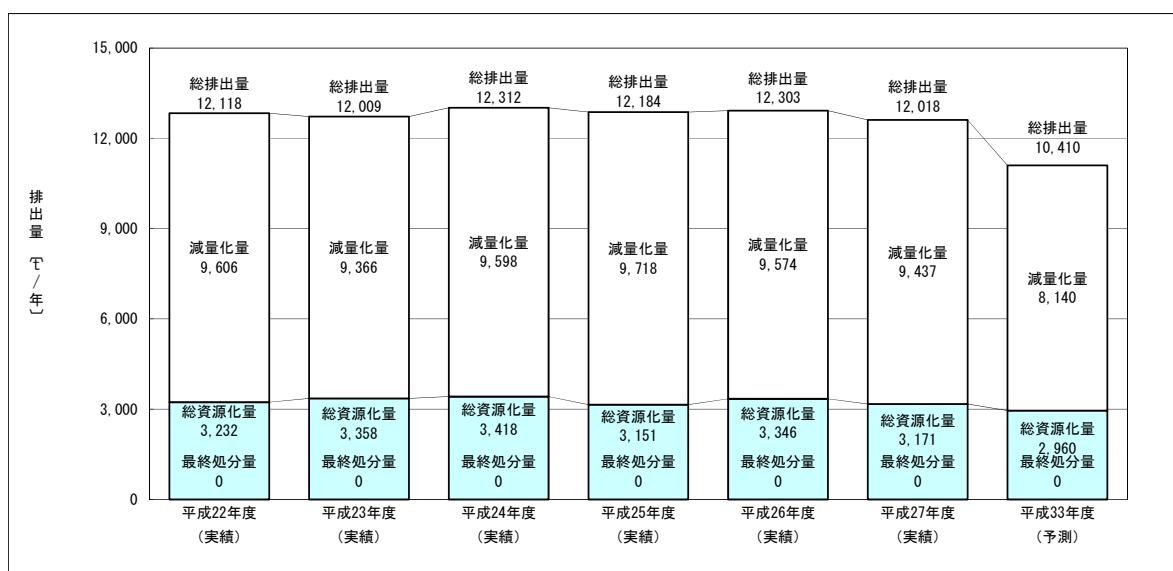 15,000
12,000
9,000
6,000
3,000
0
排出量〔t/年〕
総排出量
12,118
総排出量
12,009
総排出量
12,312
総排出量
12,184
総排出量
12,303
総排出量
12,018
総排出量
10,410
減量化量
9,606
減量化量
9,366
減量化量
9,598
減量化量
9,718
減量化量
9,574
減量化量
9,437
減量化量
8,140
総資源化量
3,232
総資源化量
3,358
総資源化量
3,418
総資源化量
3,151
総資源化量
3,346
総資源化量
3,171
総資源化量
2,960
最終処分量
0
最終処分量
0
最終処分量
0
最終処分量
0
最終処分量
0
最終処分量
0
最終処分量
0
平成22年度
(実績)
平成23年度
(実績)
平成24年度
(実績)
平成25年度
(実績)
平成26年度
(実績)
平成27年度
(実績)
平成33年度
(予測)